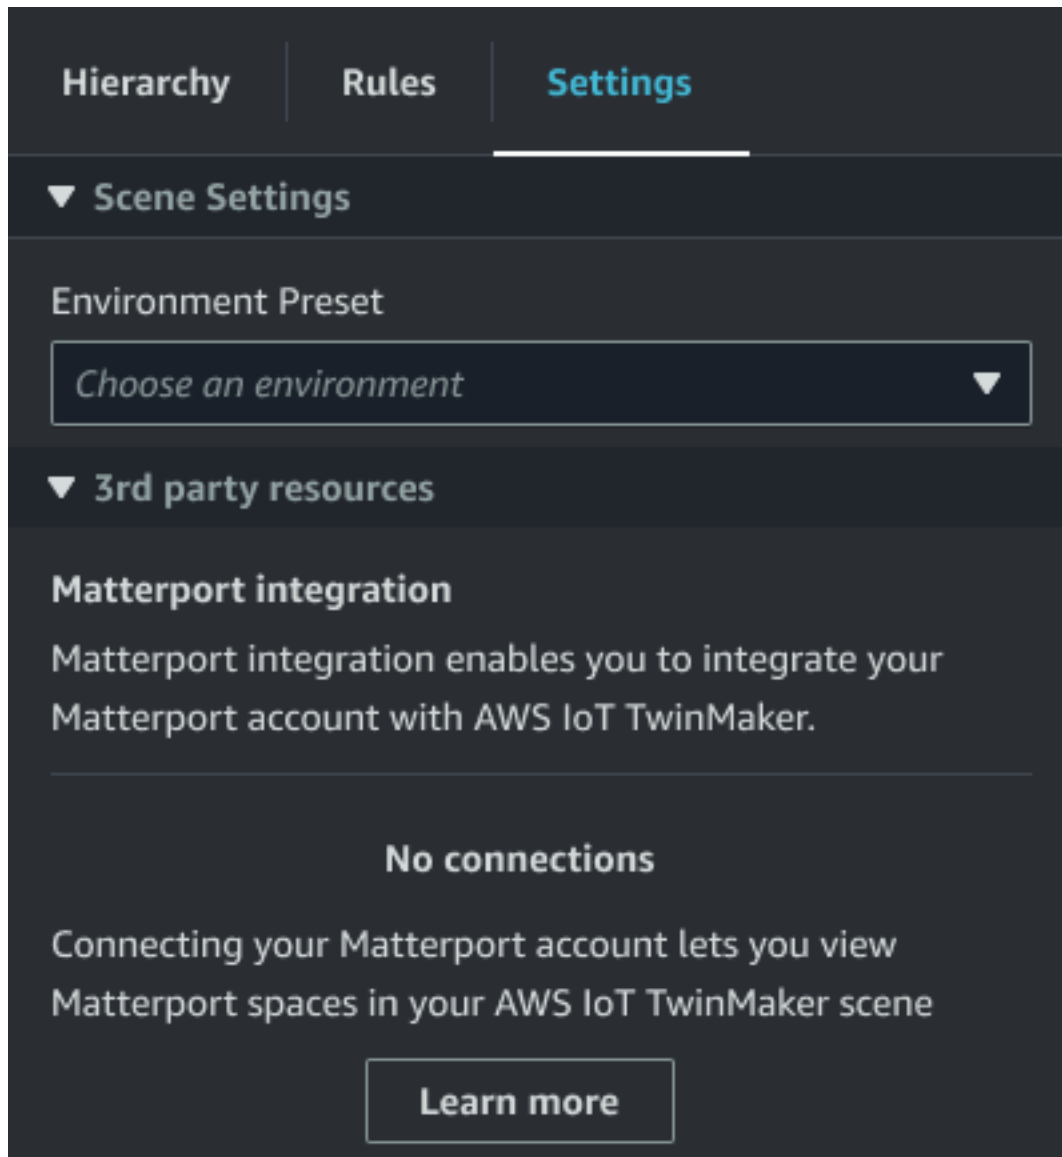 Hierarchy Rules Settings
Scene Settings
Environment Preset
Choose an environment
3rd party resources
Matterport integration
Matterport integration enables you to integrate your
Matterport account with AWS IoT TwinMaker.
No connections
Connecting your Matterport account lets you view
Matterport spaces in your AWS IoT TwinMaker scene
Learn more